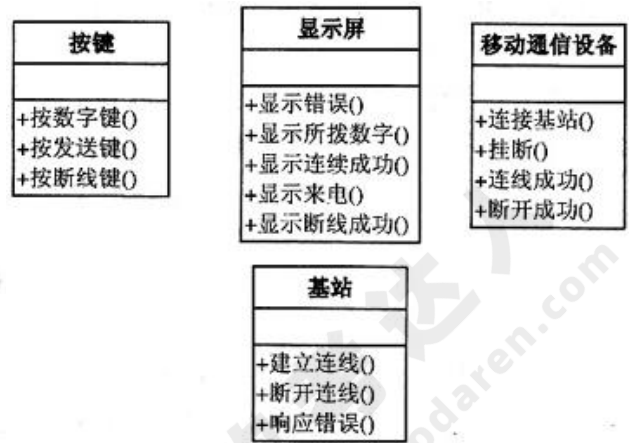 按键
+按数字键()
+按发送键()
+按断线键()
显示屏
+显示错误()
+显示所拨数字()
+显示连续成功()
+显示来电()
+显示断线成功()
移动通信设备
+连接基站()
+挂断()
+连线成功()
+断开成功()
基站
+建立连线()
+断开连线()
+响应错误()